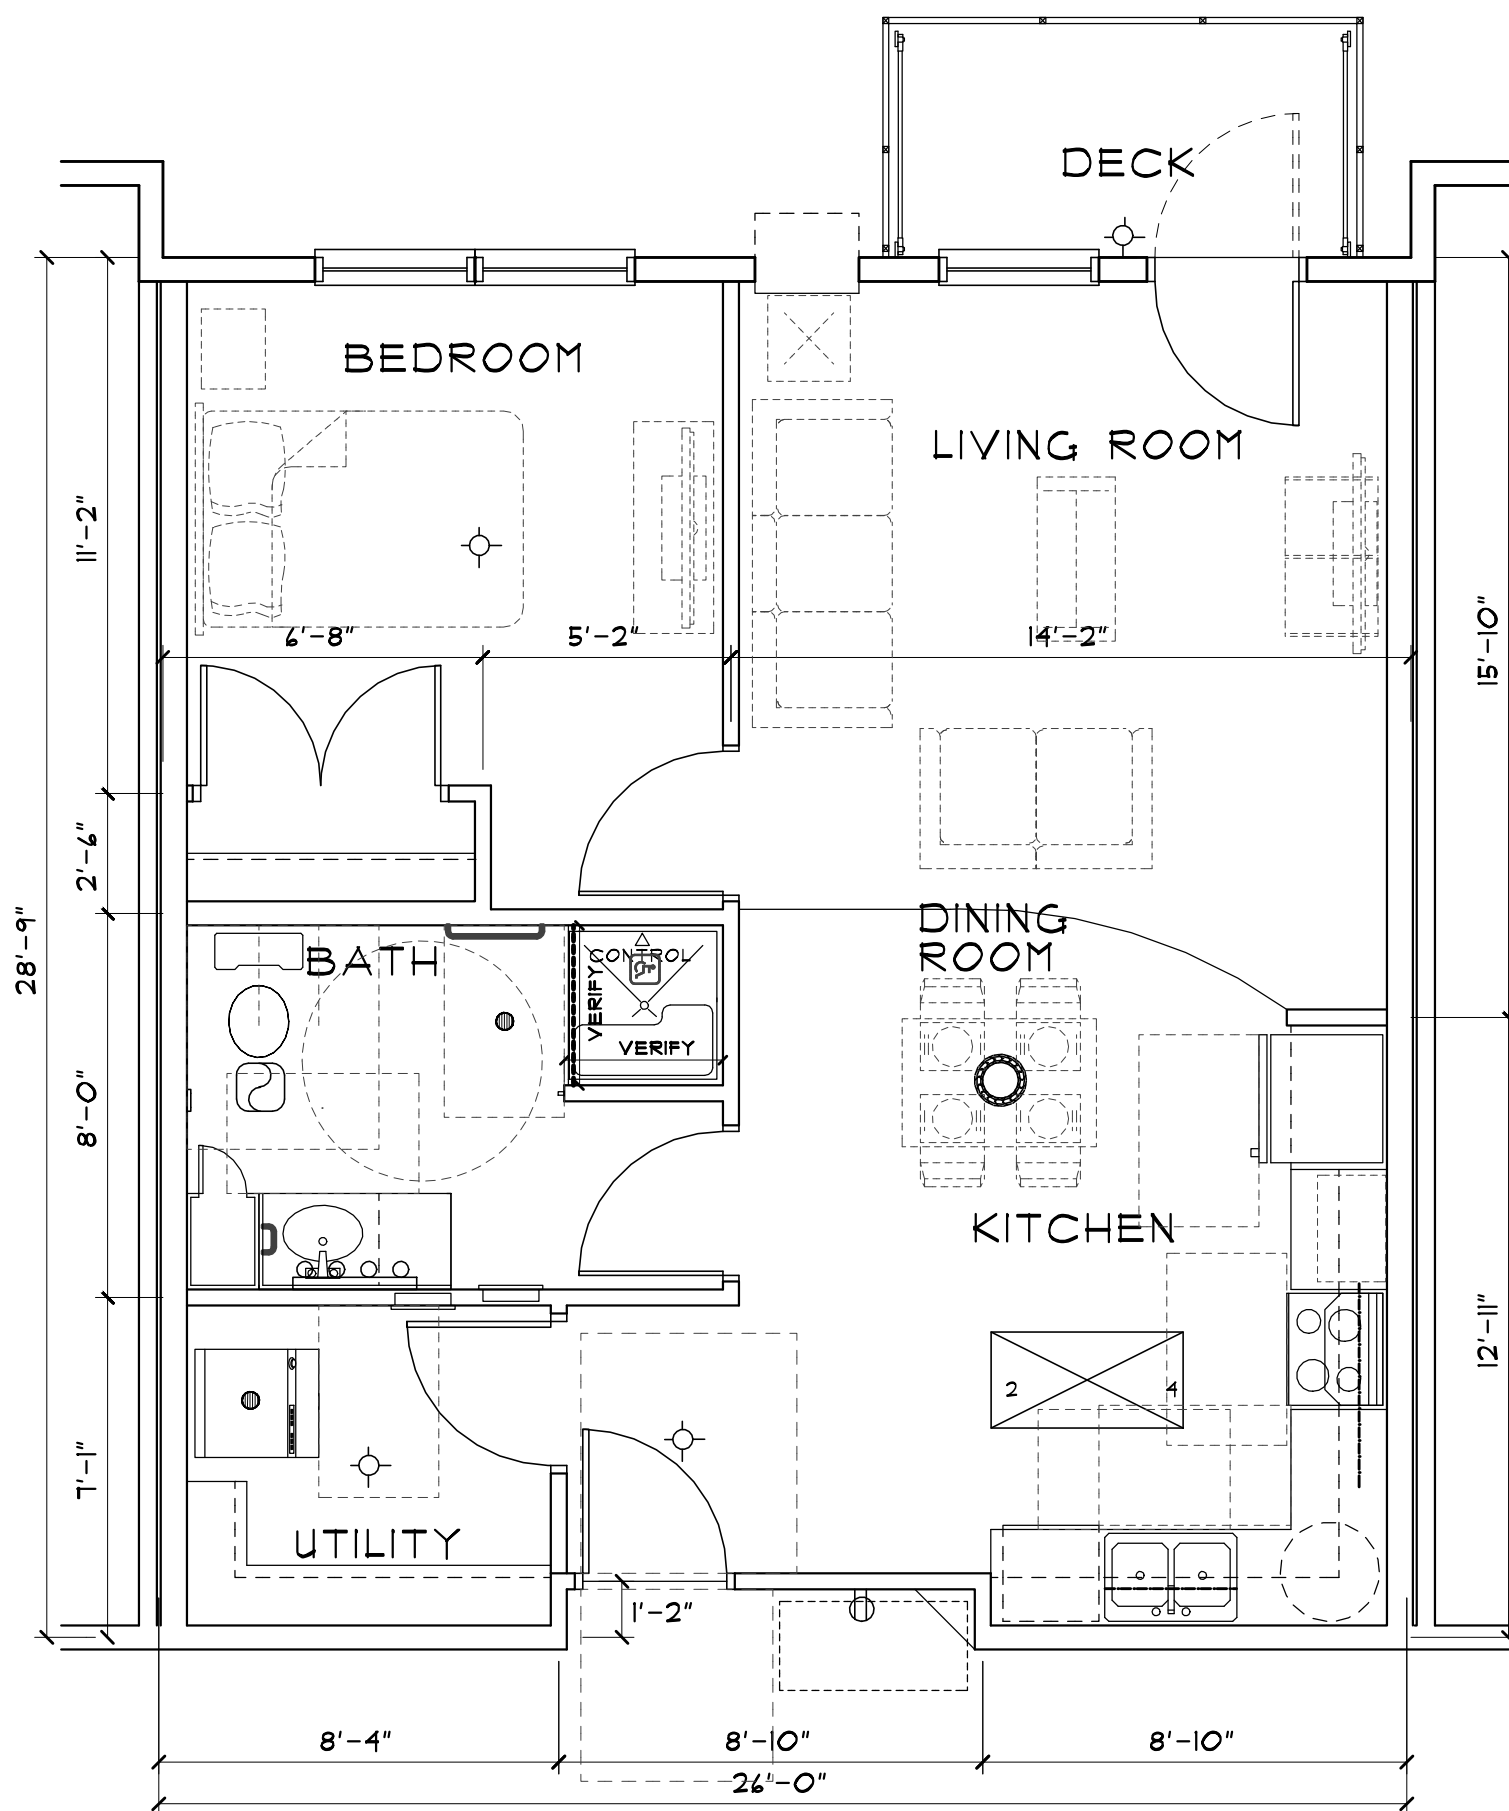 DECK
BEDROOM
LIVING ROOM
11'-2"
6'-8"
5'-2"
14'-2"
15'-10"
2'-6"
28'-9"
DINING
ROOM
BATH
CONTROL
VERIFY
VERIFY
8'-0"
KITCHEN
12'-11"
2
4
7'-1"
UTILITY
1'-2"
8'-4"
8'-10"
8'-10"
26'-0"